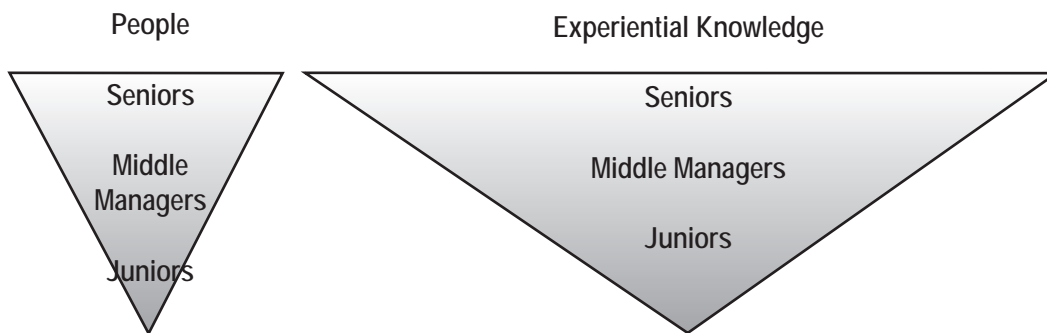 People
Experiential Knowledge
Seniors
Middle
Managers
Juniors
Seniors
Middle Managers
Juniors